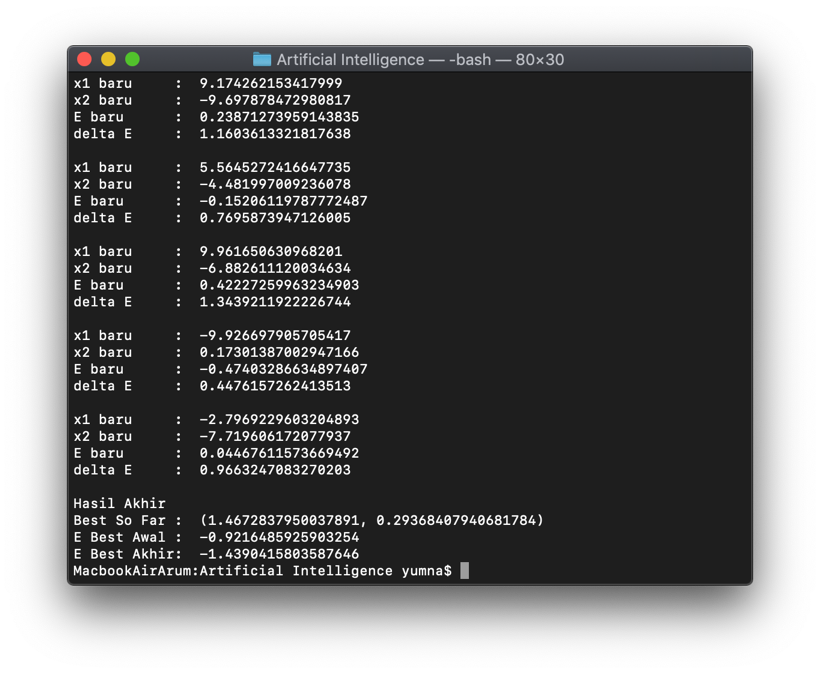 Artificial Intelligence — -bash — 80×30
x1 baru     :  9.174262153417999
x2 baru     :  -9.697878472980817
E baru      :  0.23871273959143835
delta E     :  1.1603613321817638
x1 baru     :  5.5645272416647735
x2 baru     :  -4.481997009236078
E baru      :  -0.15206119787772487
delta E     :  0.7695873947126005
x1 baru     :  9.961650630968201
x2 baru     :  -6.882611120034634
E baru      :  0.42227259963234903
delta E     :  1.3439211922226744
x1 baru     :  -9.926697905705417
x2 baru     :  0.17301387002947166
E baru      :  -0.47403286634897407
delta E     :  0.4476157262413513
x1 baru     :  -2.7969229603204893
x2 baru     :  -7.719606172077937
E baru      :  0.04467611573669492
delta E     :  0.9663247083270203
Hasil Akhir
Best So Far :  (1.4672837950037891, 0.29368407940681784)
E Best Awal :  -0.9216485925903254
E Best Akhir:  -1.4390415803587646
MacbookAirArum:Artificial Intelligence yumna$